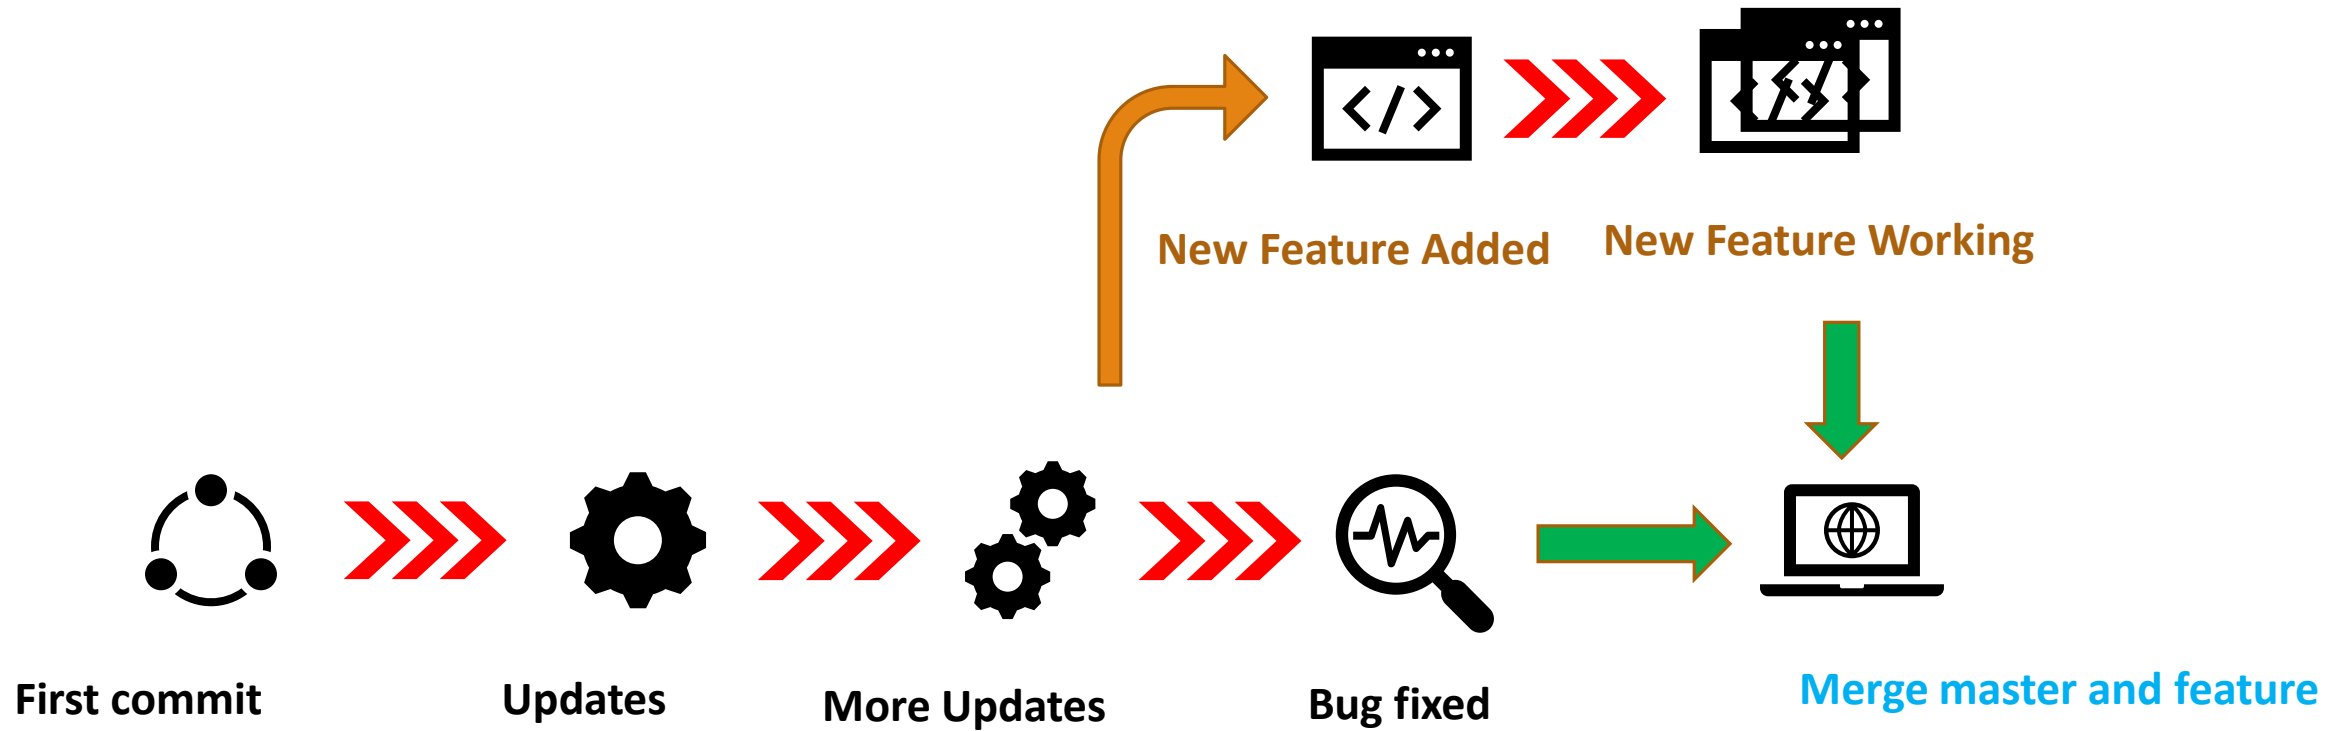 New Feature Added
New Feature Working
First commit
Updates
More Updates
Bug fixed
Merge master and feature